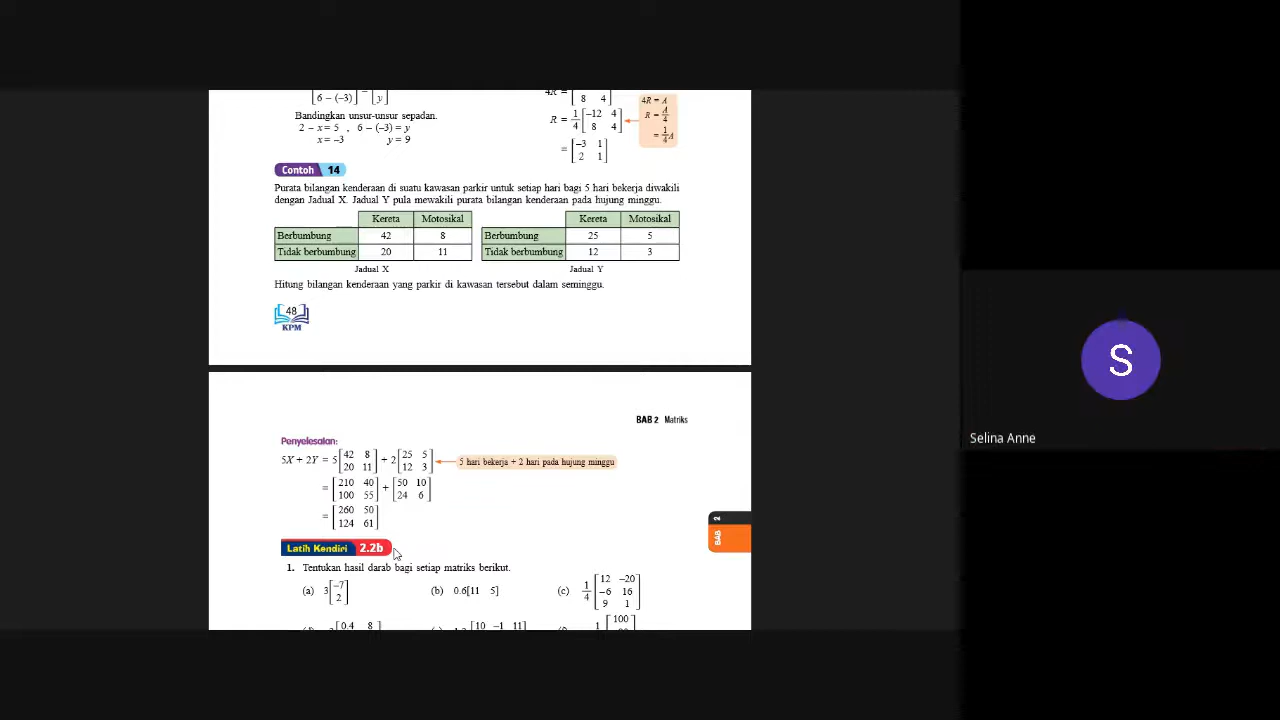 [6 – (–3)] = [y]
Bandingkan unsur-unsur sepadan.
2 – x = 5 , 6 – (–3) = y
x = –3 y = 9
4R = [8 4]
R = 1/4 [–12 4
8 4]
= [–3 1
2 1]
4R = A
R = A/4
= 1/4 A
Contoh 14
Purata bilangan kenderaan di suatu kawasan parkir untuk setiap hari bagi 5 hari bekerja diwakili
dengan Jadual X. Jadual Y pula mewakili purata bilangan kenderaan pada hujung minggu.
Kereta Motosikal
Berbumbung 42 8
Tidak berbumbung 20 11
Jadual X
Kereta Motosikal
Berbumbung 25 5
Tidak berbumbung 12 3
Jadual Y
Hitung bilangan kenderaan yang parkir di kawasan tersebut dalam seminggu.
48
KPM
BAB 2 Matriks
Penyelesaian:
5X + 2Y = 5 [42 8
20 11] + 2 [25 5
12 3]
5 hari bekerja + 2 hari pada hujung minggu
= [210 40
100 55] + [50 10
24 6]
= [260 50
124 61]
2
BAB
Latih Kendiri 2.2b
1. Tentukan hasil darab bagi setiap matriks berikut.
(a) 3 [–7
2]
(b) 0.6[11 5]
(c) 1/4 [12 –20
–6 16
9 1]
[0.4 8]
[10 –1 11]
[100
S
Selina Anne